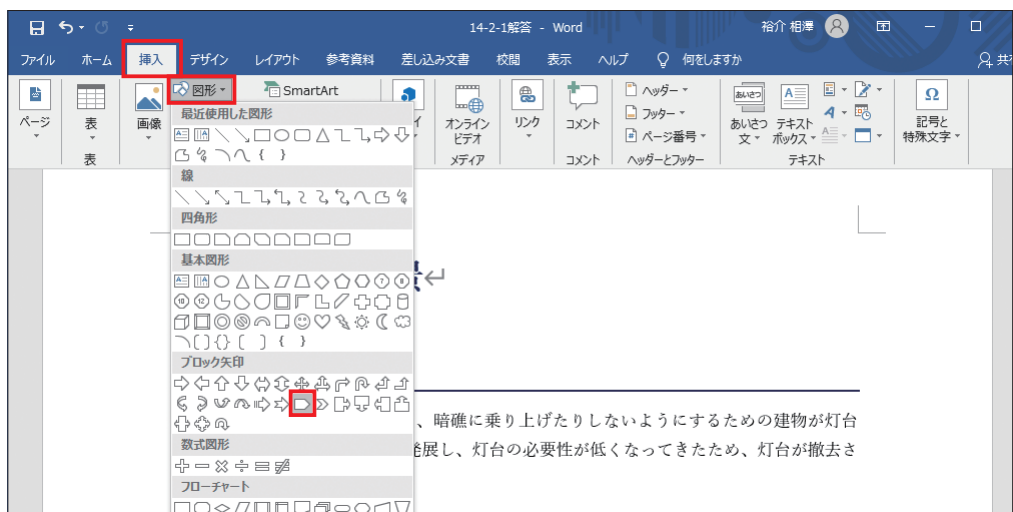 14-2-1解答 - Word
裕介 相澤
ファイル ホーム 挿入 デザイン レイアウト 参考資料 差し込み文書 校閲 表示 ヘルプ 何をしますか
ページ
表
表
画像
図形
SmartArt
オンライン
ビデオ
メディア
リンク
コメント
コメント
ヘッダー
フッター
ページ番号
ヘッダーとフッター
あいさつ
あいさつ
文
テキスト
ボックス
テキスト
記号と
特殊文字
最近使用した図形
線
四角形
基本図形
ブロック矢印
数式図形
フローチャート
、暗礁に乗り上げたりしないようにするための建物が灯台
展し、灯台の必要性が低くなってきたため、灯台が撤去さ